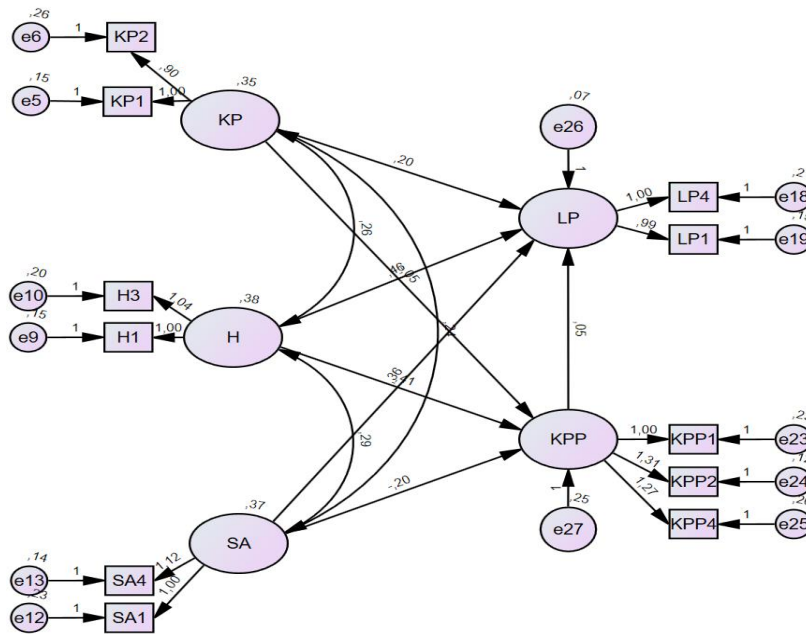 ,26
e6
1
KP2
,90
,15
e5
1
KP1
1,00
,35
KP
,07
e26
1
,20
LP
1,00
LP4
1
e18
,99
LP1
1
e19
,26
,20
e10
1
H3
1,04
,15
e9
1
H1
1,00
,38
H
,05
,36
,29
-,20
KPP
1,00
KPP1
1
e23
1,31
KPP2
1
e24
1,27
KPP4
1
e25
1
,25
e27
,37
SA
,14
e13
1
SA4
1,12
,23
e12
1
SA1
1,00